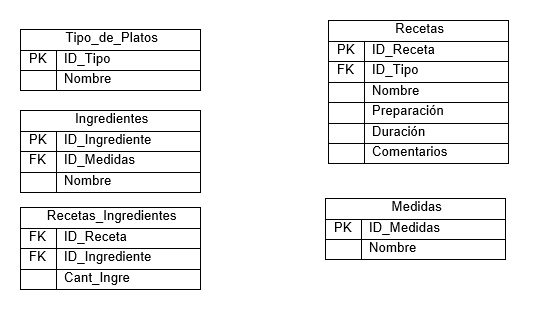 Tipo_de_Platos
PK ID_Tipo
Nombre
Ingredientes
PK ID_Ingrediente
FK ID_Medidas
Nombre
Recetas_Ingredientes
FK ID_Receta
FK ID_Ingrediente
Cant_Ingre
Recetas
PK ID_Receta
FK ID_Tipo
Nombre
Preparación
Duración
Comentarios
Medidas
PK ID_Medidas
Nombre